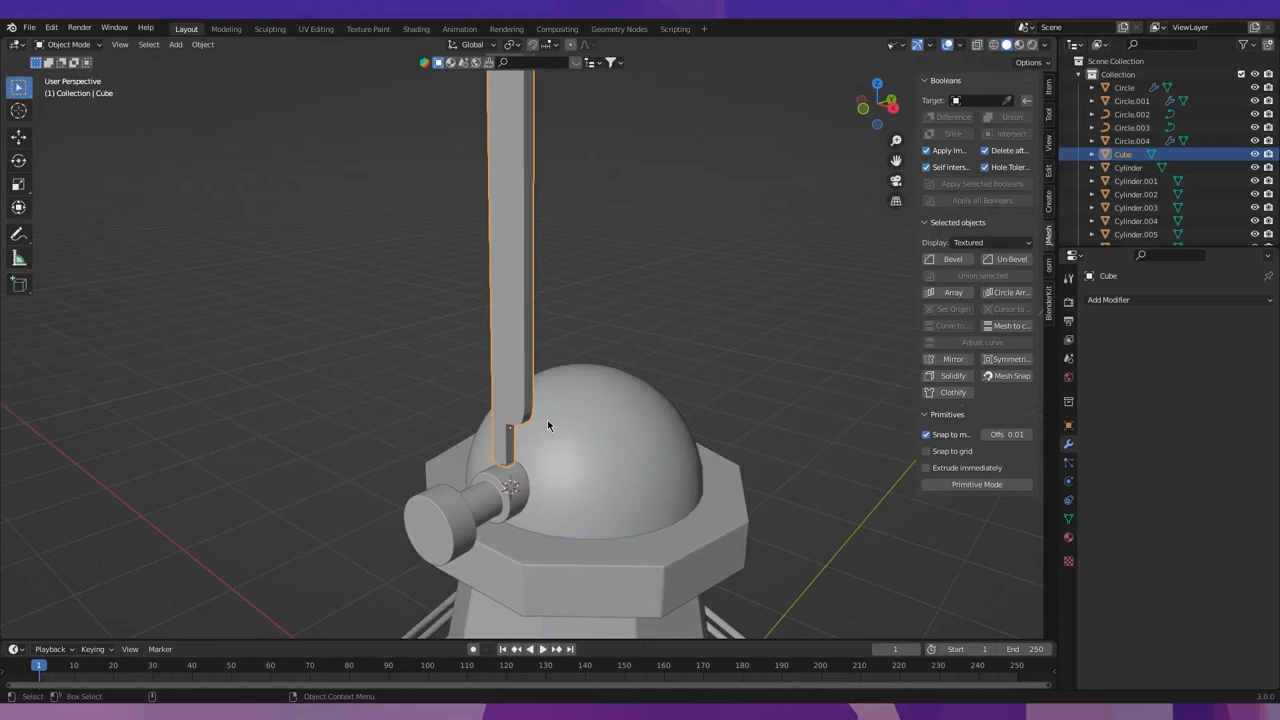 File Edit Render Window Help Layout Modeling Sculpting UV Editing Texture Paint Shading Animation Rendering Compositing Geometry Nodes Scripting Scene ViewLayer
Object Mode View Select Add Object Global
Options
User Perspective
(1) Collection | Cube
Z
Y
X
Booleans
Target:
Difference Union
Slice Intersect
Apply Im... Delete aft...
Self inters... Hole Toler...
Apply Selected Booleans
Apply all Booleans
Selected objects
Display: Textured
Bevel Un-Bevel
Union selected
Array Circle Arr...
Set Origin Cursor to ...
Curve to ... Mesh to c...
Adjust curve
Mirror Symmetri...
Solidify Mesh Snap
Clothify
Primitives
Snap to m... Offs 0.01
Snap to grid
Extrude immediately
Primitive Mode
Item
Tool
View
Edit
Create
JMesh
osm
BlenderKit
Scene Collection
Collection
Circle
Circle.001
Circle.002
Circle.003
Circle.004
Cube
Cylinder
Cylinder.001
Cylinder.002
Cylinder.003
Cylinder.004
Cylinder.005
Cube
Add Modifier
Playback Keying View Marker 1 Start 1 End 250
1 10 20 30 40 50 60 70 80 90 100 110 120 130 140 150 160 170 180 190 200 210 220 230 240 250
Select Box Select Object Context Menu 3.0.0